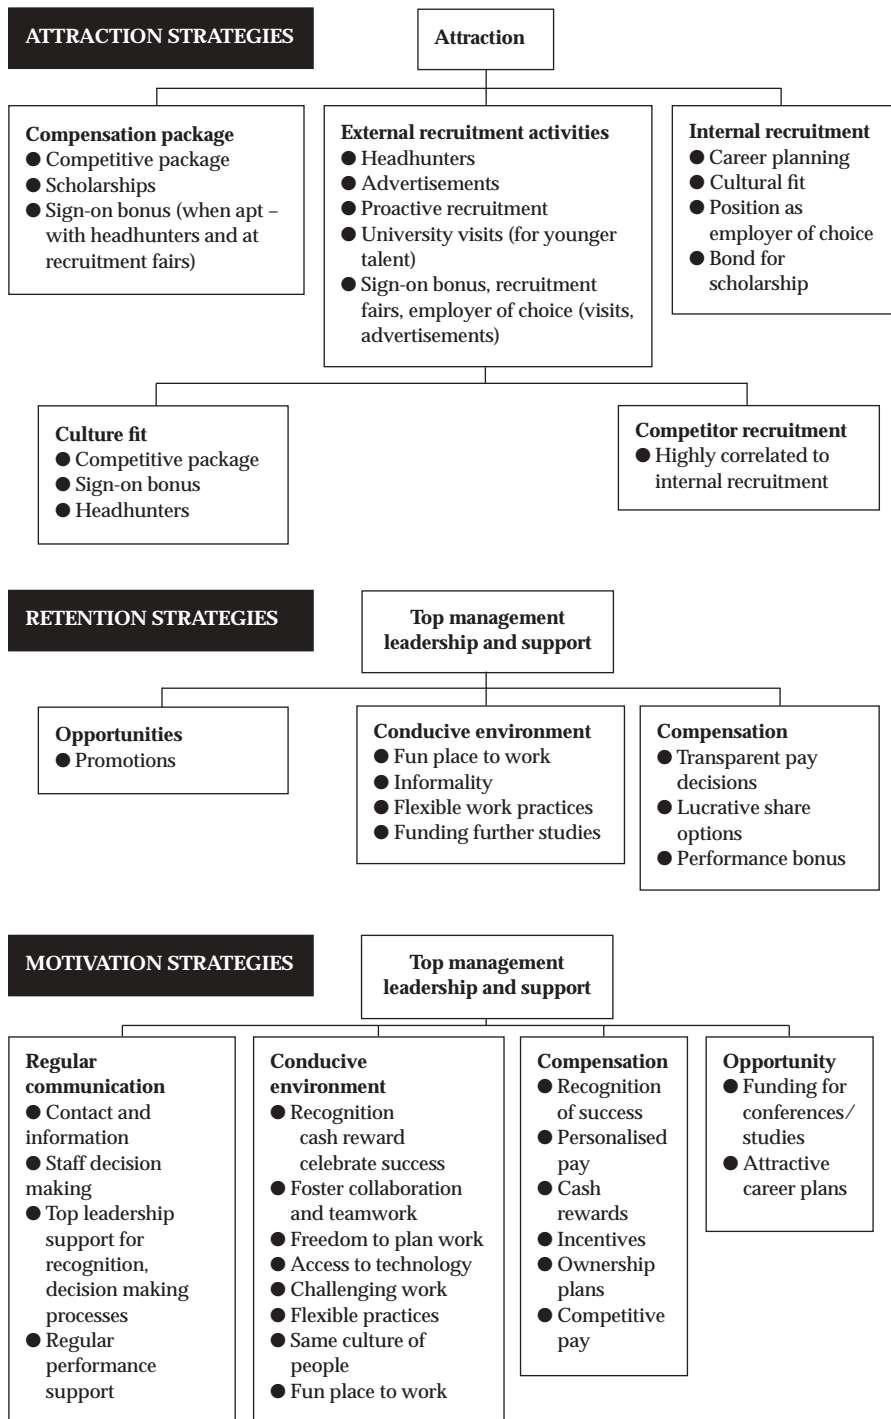 ATTRACTION STRATEGIES
Attraction
Compensation package
● Competitive package
● Scholarships
● Sign-on bonus (when apt –
with headhunters and at
recruitment fairs)
External recruitment activities
● Headhunters
● Advertisements
● Proactive recruitment
● University visits (for younger
talent)
● Sign-on bonus, recruitment
fairs, employer of choice (visits,
advertisements)
Internal recruitment
● Career planning
● Cultural fit
● Position as
employer of choice
● Bond for
scholarship
Culture fit
● Competitive package
● Sign-on bonus
● Headhunters
Competitor recruitment
● Highly correlated to
internal recruitment
RETENTION STRATEGIES
Top management
leadership and support
Opportunities
● Promotions
Conducive environment
● Fun place to work
● Informality
● Flexible work practices
● Funding further studies
Compensation
● Transparent pay
decisions
● Lucrative share
options
● Performance bonus
MOTIVATION STRATEGIES
Top management
leadership and support
Regular
communication
● Contact and
information
● Staff decision
making
● Top leadership
support for
recognition,
decision making
processes
● Regular
performance
support
Conducive
environment
● Recognition
cash reward
celebrate success
● Foster collaboration
and teamwork
● Freedom to plan work
● Access to technology
● Challenging work
● Flexible practices
● Same culture of
people
● Fun place to work
Compensation
● Recognition
of success
● Personalised
pay
● Cash
rewards
● Incentives
● Ownership
plans
● Competitive
pay
Opportunity
● Funding for
conferences/
studies
● Attractive
career plans